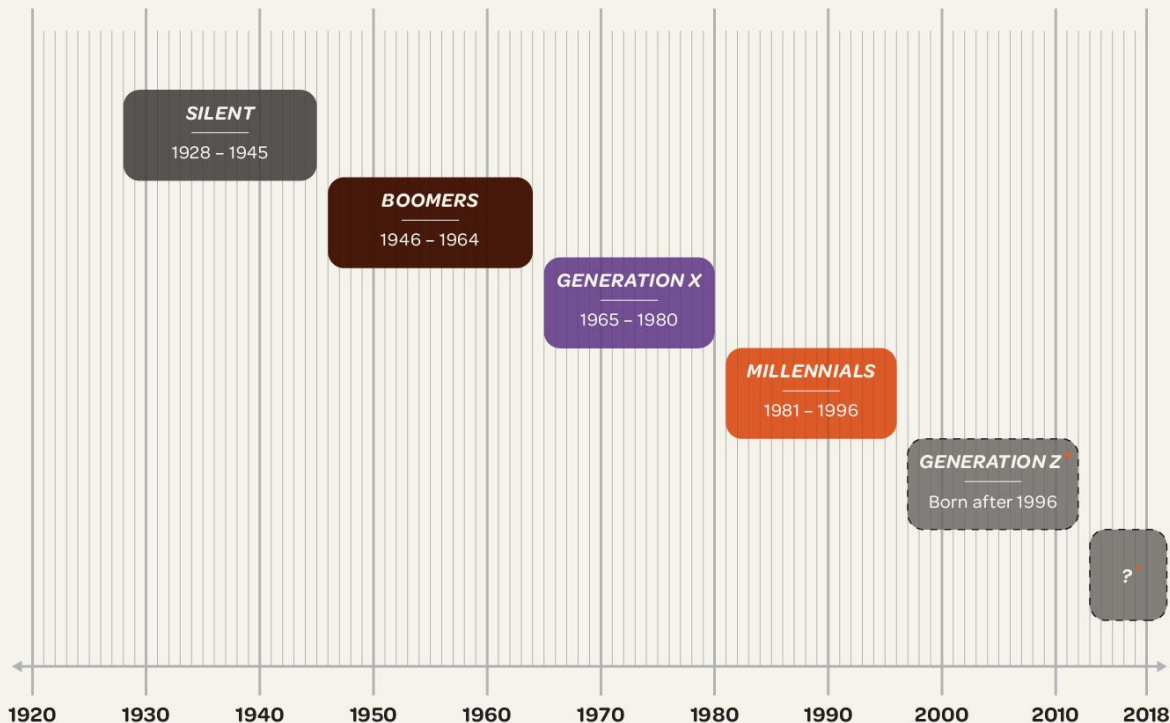 SILENT
1928 – 1945
BOOMERS
1946 – 1964
GENERATION X
1965 – 1980
MILLENNIALS
1981 – 1996
GENERATION Z*
Born after 1996
?*
1920 1930 1940 1950 1960 1970 1980 1990 2000 2010 2018